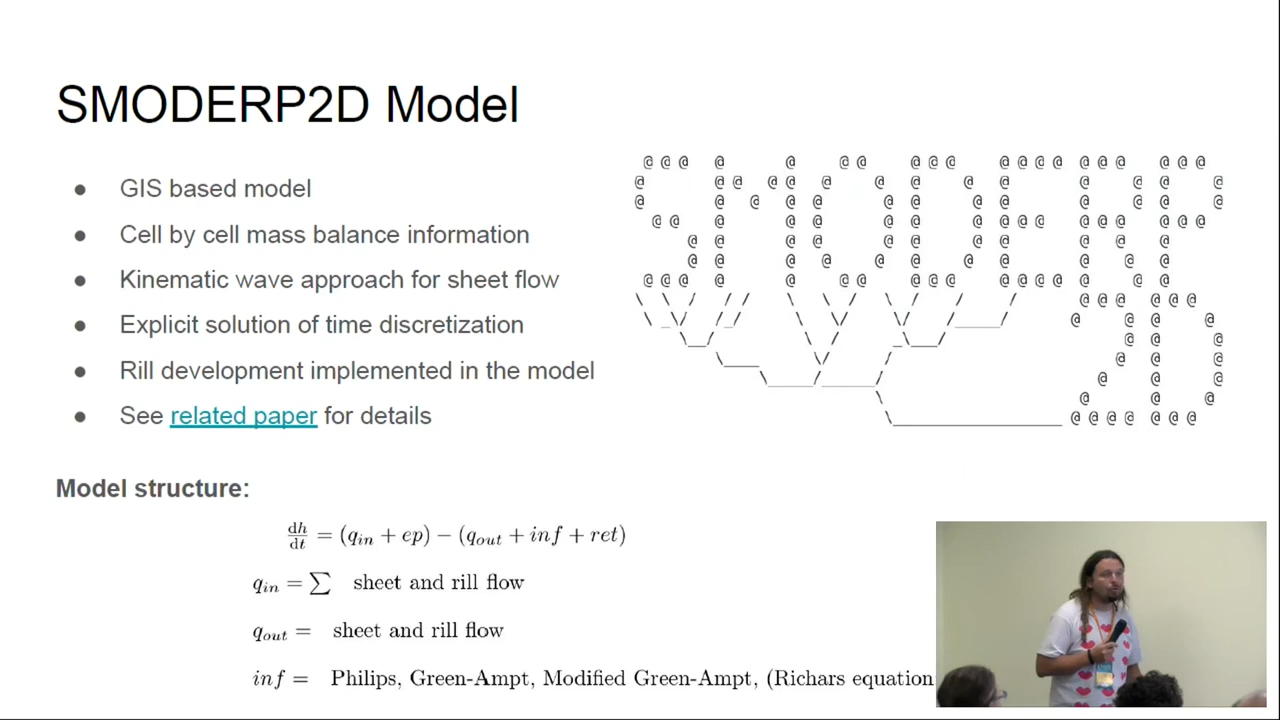 SMODERP2D Model
● GIS based model
● Cell by cell mass balance information
● Kinematic wave approach for sheet flow
● Explicit solution of time discretization
● Rill development implemented in the model
● See related paper for details
SMODERP
2D
Model structure:
dh/dt = (q_in + ep) − (q_out + inf + ret)
q_in = ∑ sheet and rill flow
q_out = sheet and rill flow
inf = Philips, Green-Ampt, Modified Green-Ampt, (Richars equation